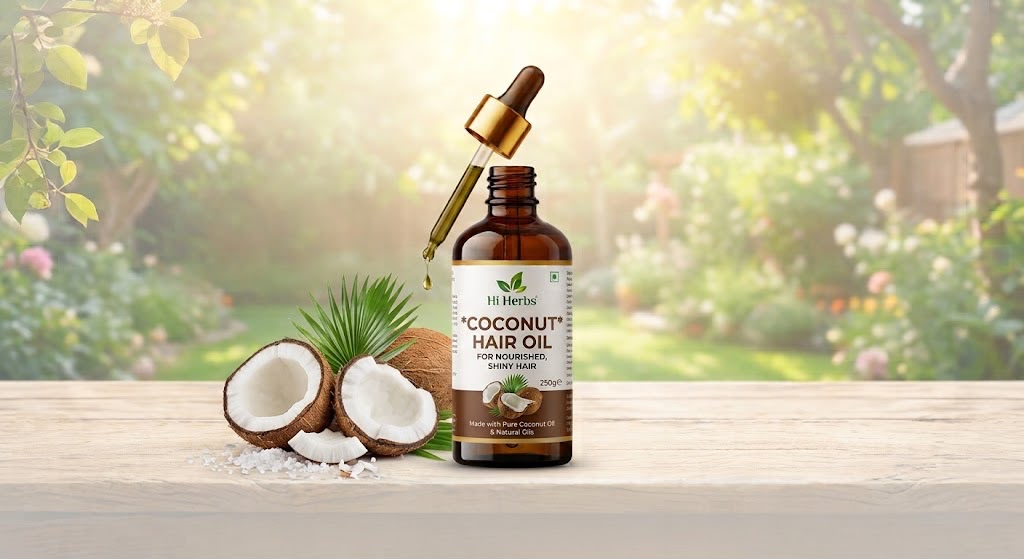 Hi Herbs
*COCONUT*
HAIR OIL
FOR NOURISHED,
SHINY HAIR
250g℮
Made with Pure Coconut Oil
& Natural Oils